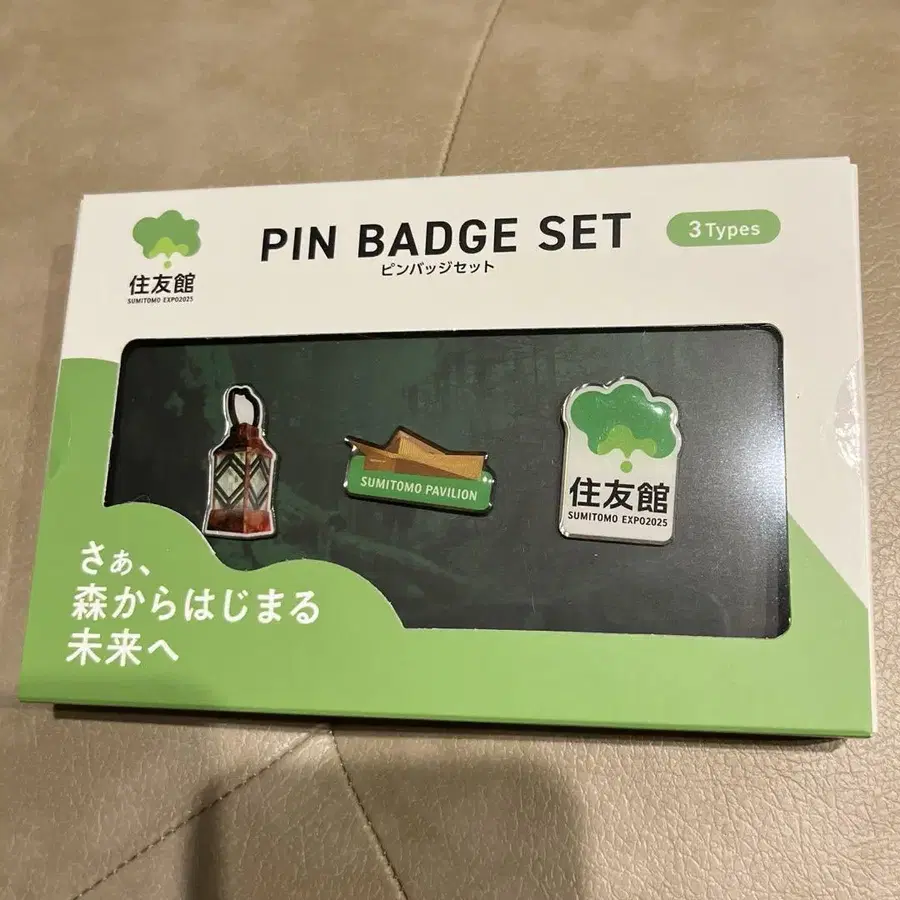 住友館
SUMITOMO EXPO2025
PIN BADGE SET
ピンバッジセット
3 Types
SUMITOMO PAVILION
住友館
SUMITOMO EXPO2025
さぁ、
森からはじまる
未来へ